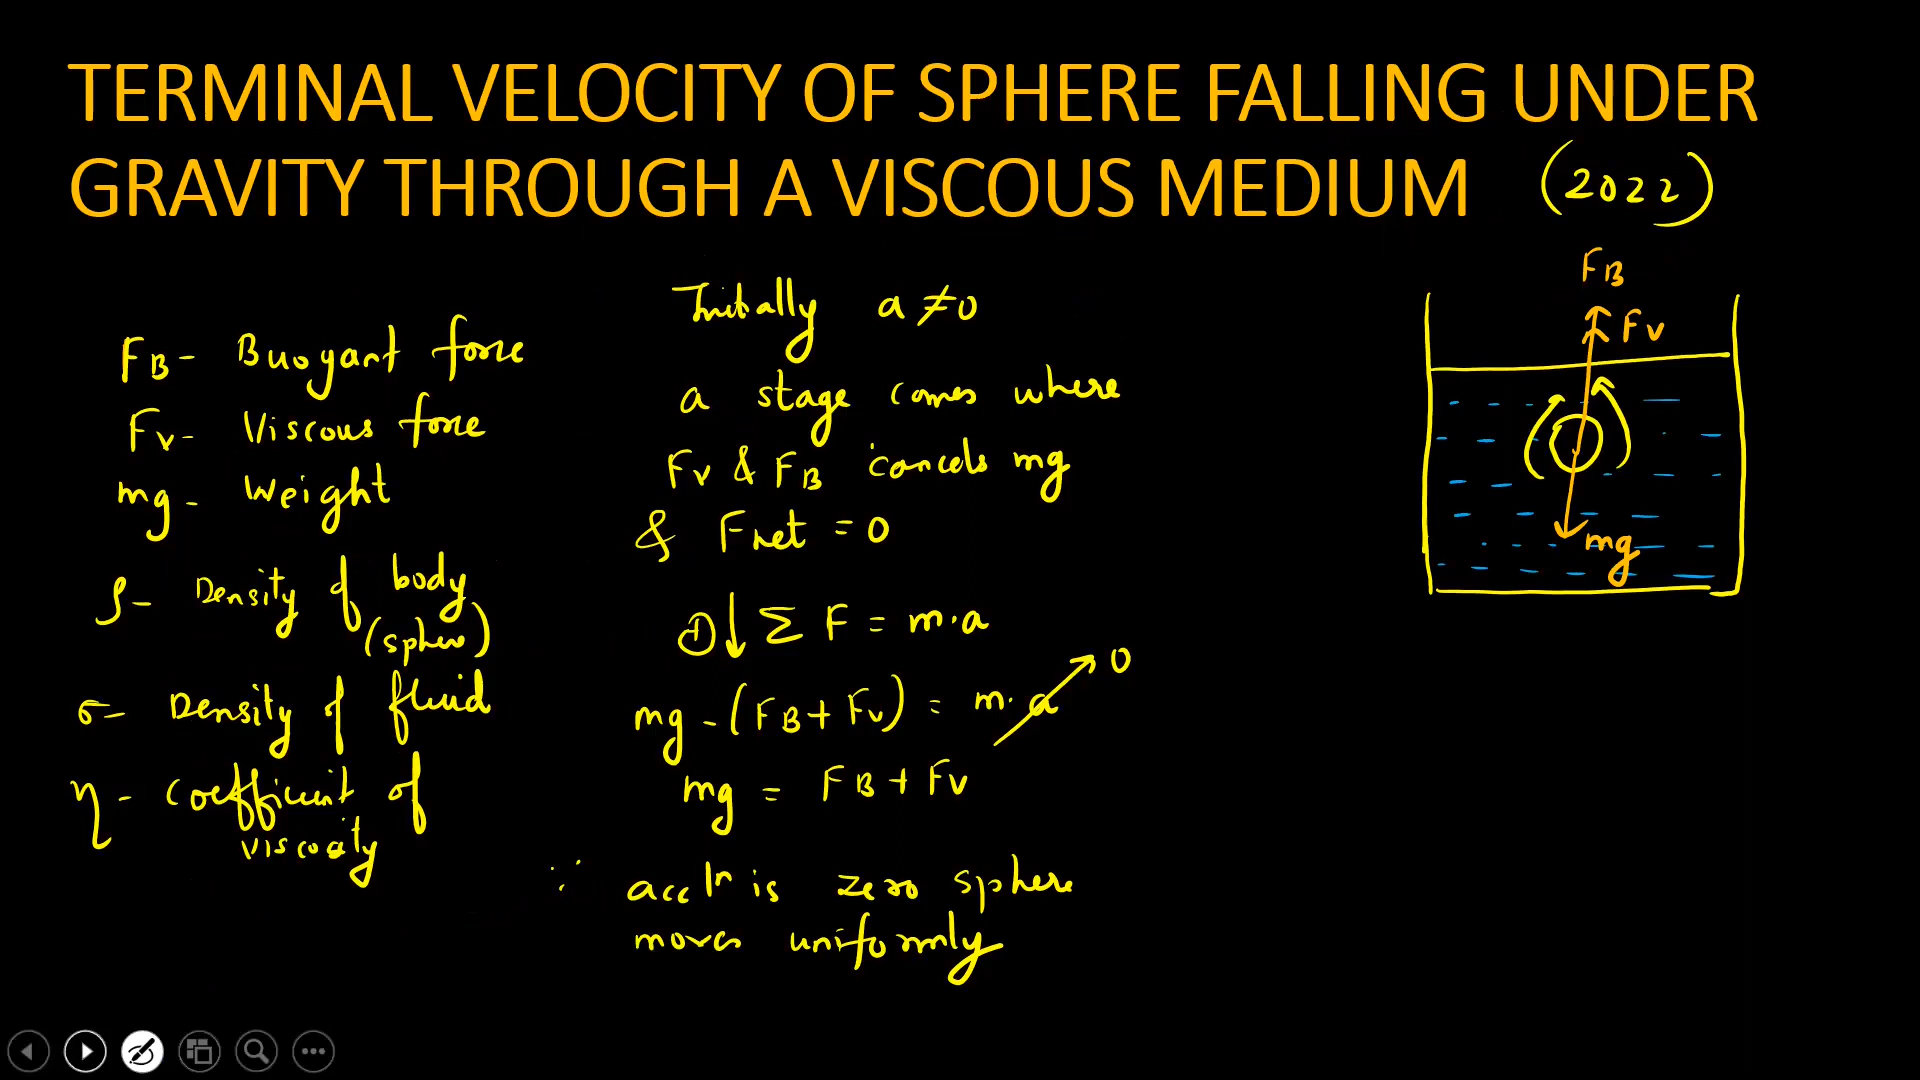 TERMINAL VELOCITY OF SPHERE FALLING UNDER
GRAVITY THROUGH A VISCOUS MEDIUM (2022)
FB - Buoyant force
Fv - Viscous force
mg - Weight
ρ - Density of body
(sphere)
σ - Density of fluid
η - coefficient of
viscosity
Initially a ≠ 0
a stage comes where
Fv & FB cancels mg
& Fnet = 0
↓ Σ F = m.a
mg - (FB + Fv) = m.a 0
mg = FB + Fv
∵ accln is zero sphere
moves uniformly
FB
Fv
mg